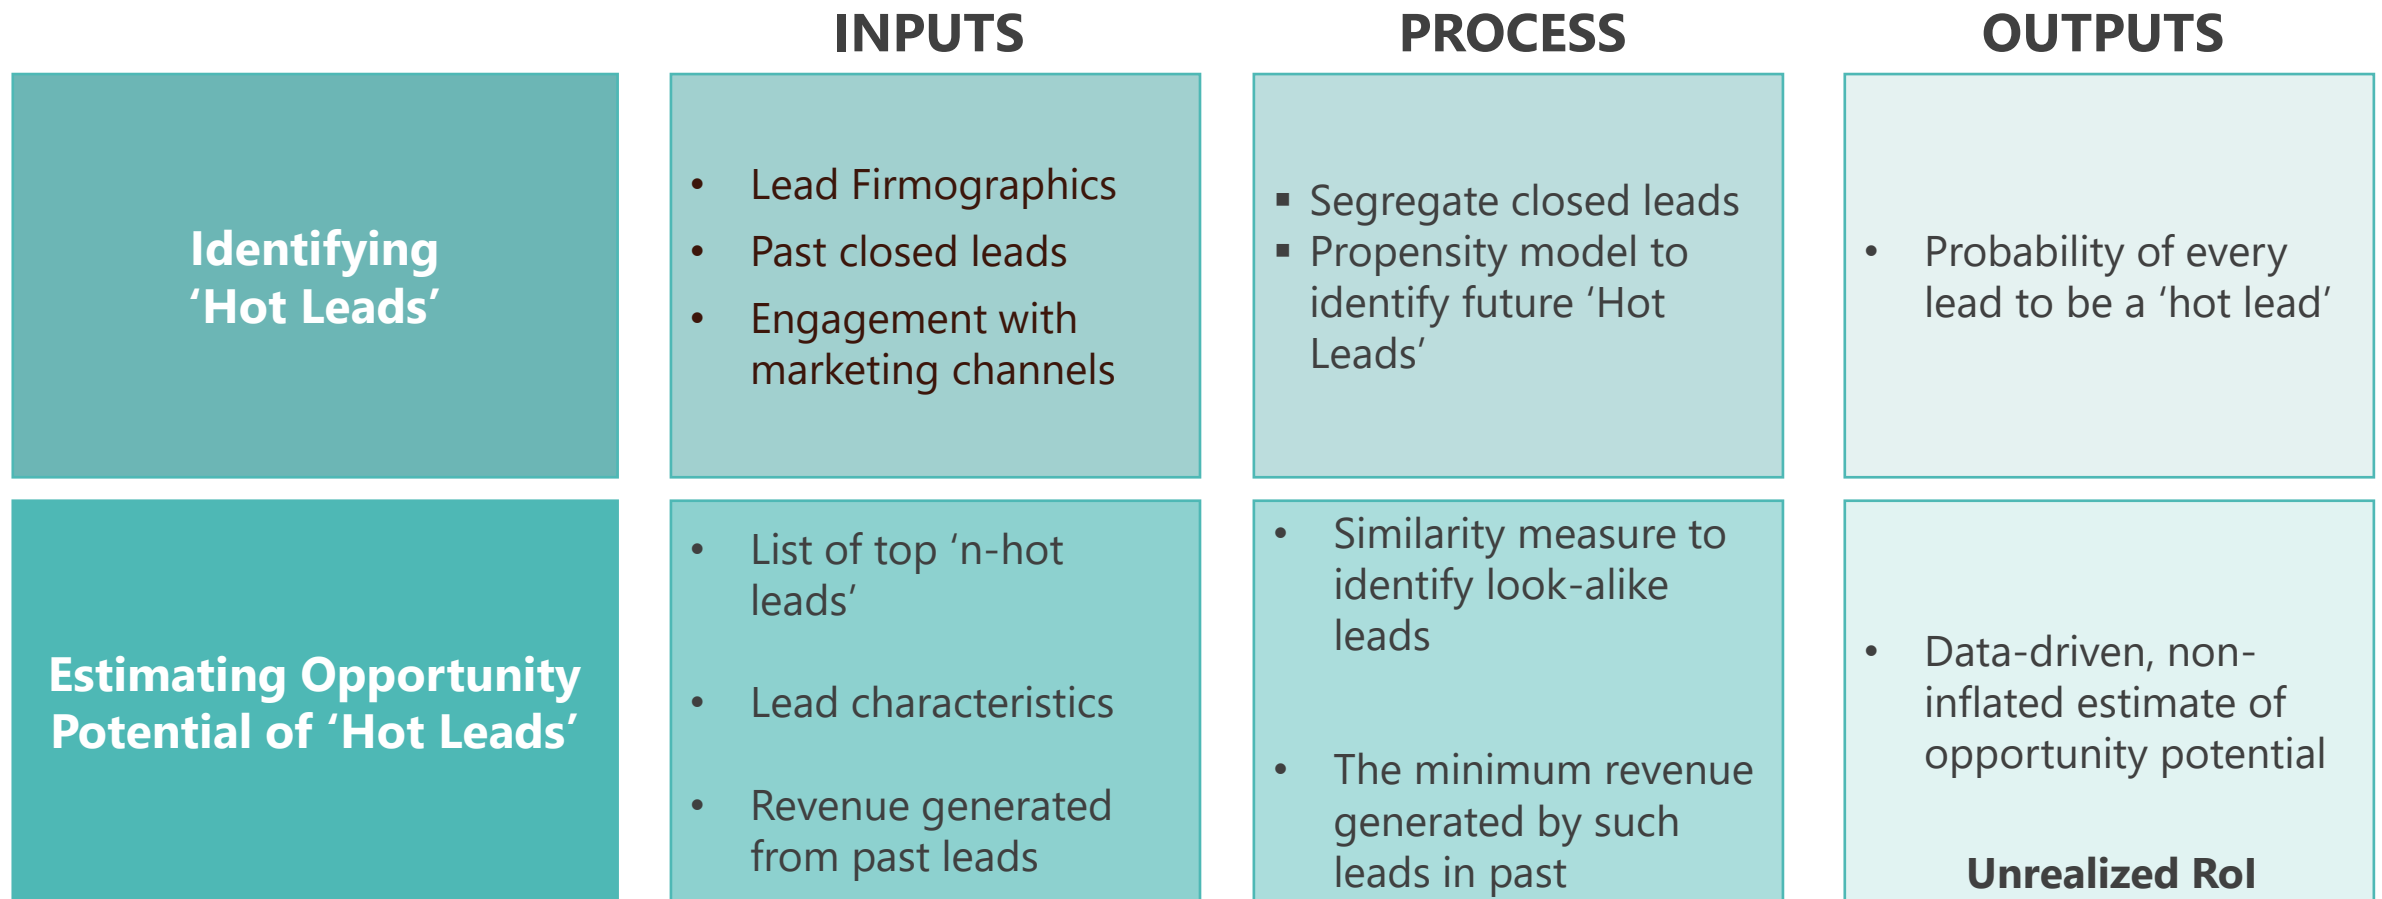 INPUTS
PROCESS
OUTPUTS
Identifying
‘Hot Leads’
• Lead Firmographics
• Past closed leads
• Engagement with
marketing channels
▪ Segregate closed leads
▪ Propensity model to
identify future ‘Hot
Leads’
• Probability of every
lead to be a ‘hot lead’
Estimating Opportunity
Potential of ‘Hot Leads’
• List of top ‘n-hot
leads’
• Lead characteristics
• Revenue generated
from past leads
• Similarity measure to
identify look-alike
leads
• The minimum revenue
generated by such
leads in past
• Data-driven, non-
inflated estimate of
opportunity potential
Unrealized RoI